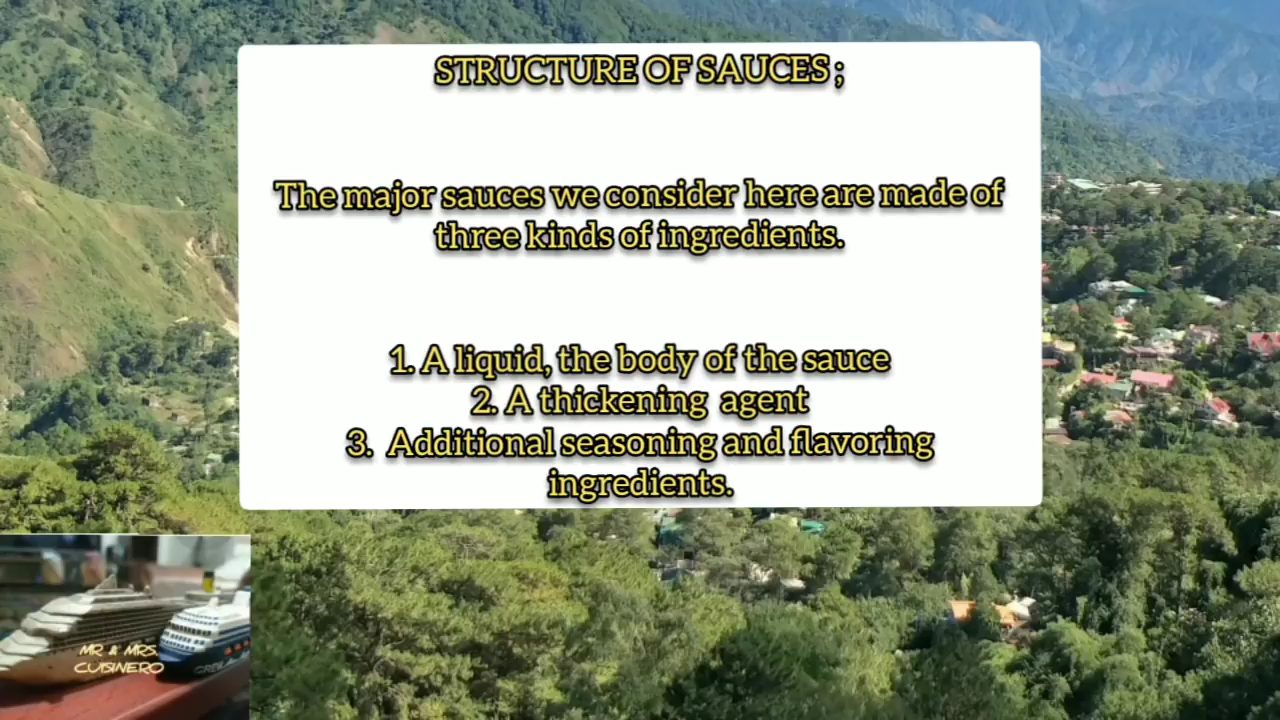 STRUCTURE OF SAUCES ;
The major sauces we consider here are made of
three kinds of ingredients.
1. A liquid, the body of the sauce
2. A thickening agent
3. Additional seasoning and flavoring
ingredients.
MR & MRS.
CUISINERO